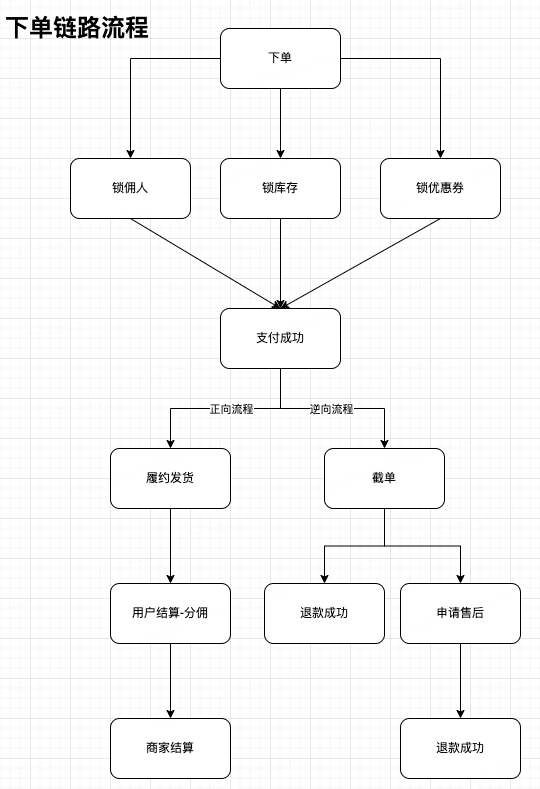 下单链路流程
下单
锁佣人
锁库存
锁优惠券
支付成功
正向流程
逆向流程
履约发货
截单
用户结算-分佣
退款成功
申请售后
商家结算
退款成功